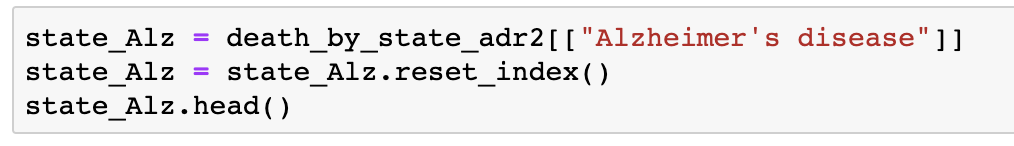 state_Alz = death_by_state_adr2[["Alzheimer's disease"]]
state_Alz = state_Alz.reset_index()
state_Alz.head()